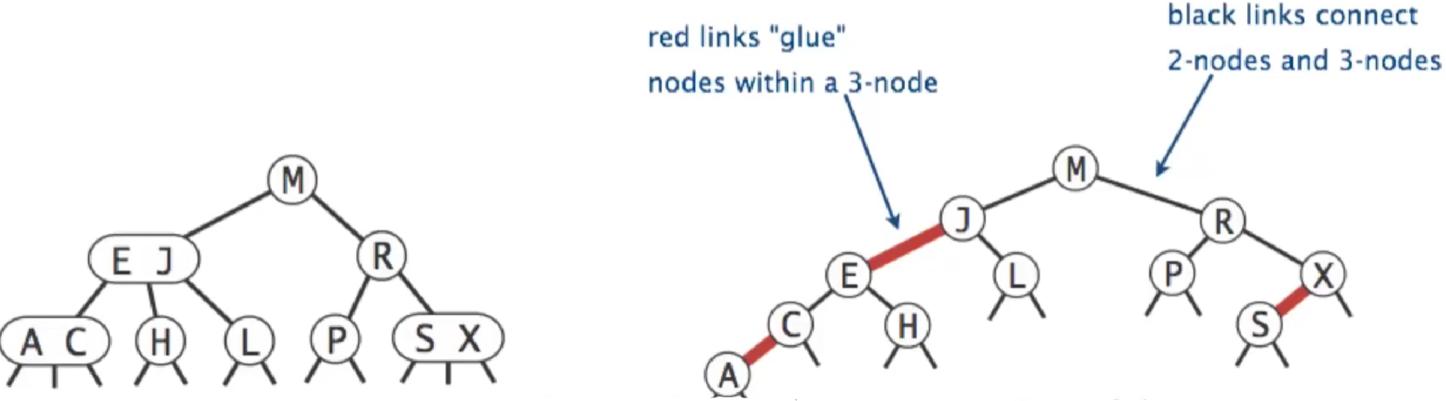 red links "glue"
nodes within a 3-node
black links connect
2-nodes and 3-nodes
M
E J
R
A C
H
L
P
S X
M
J
R
E
L
P
X
C
H
S
A